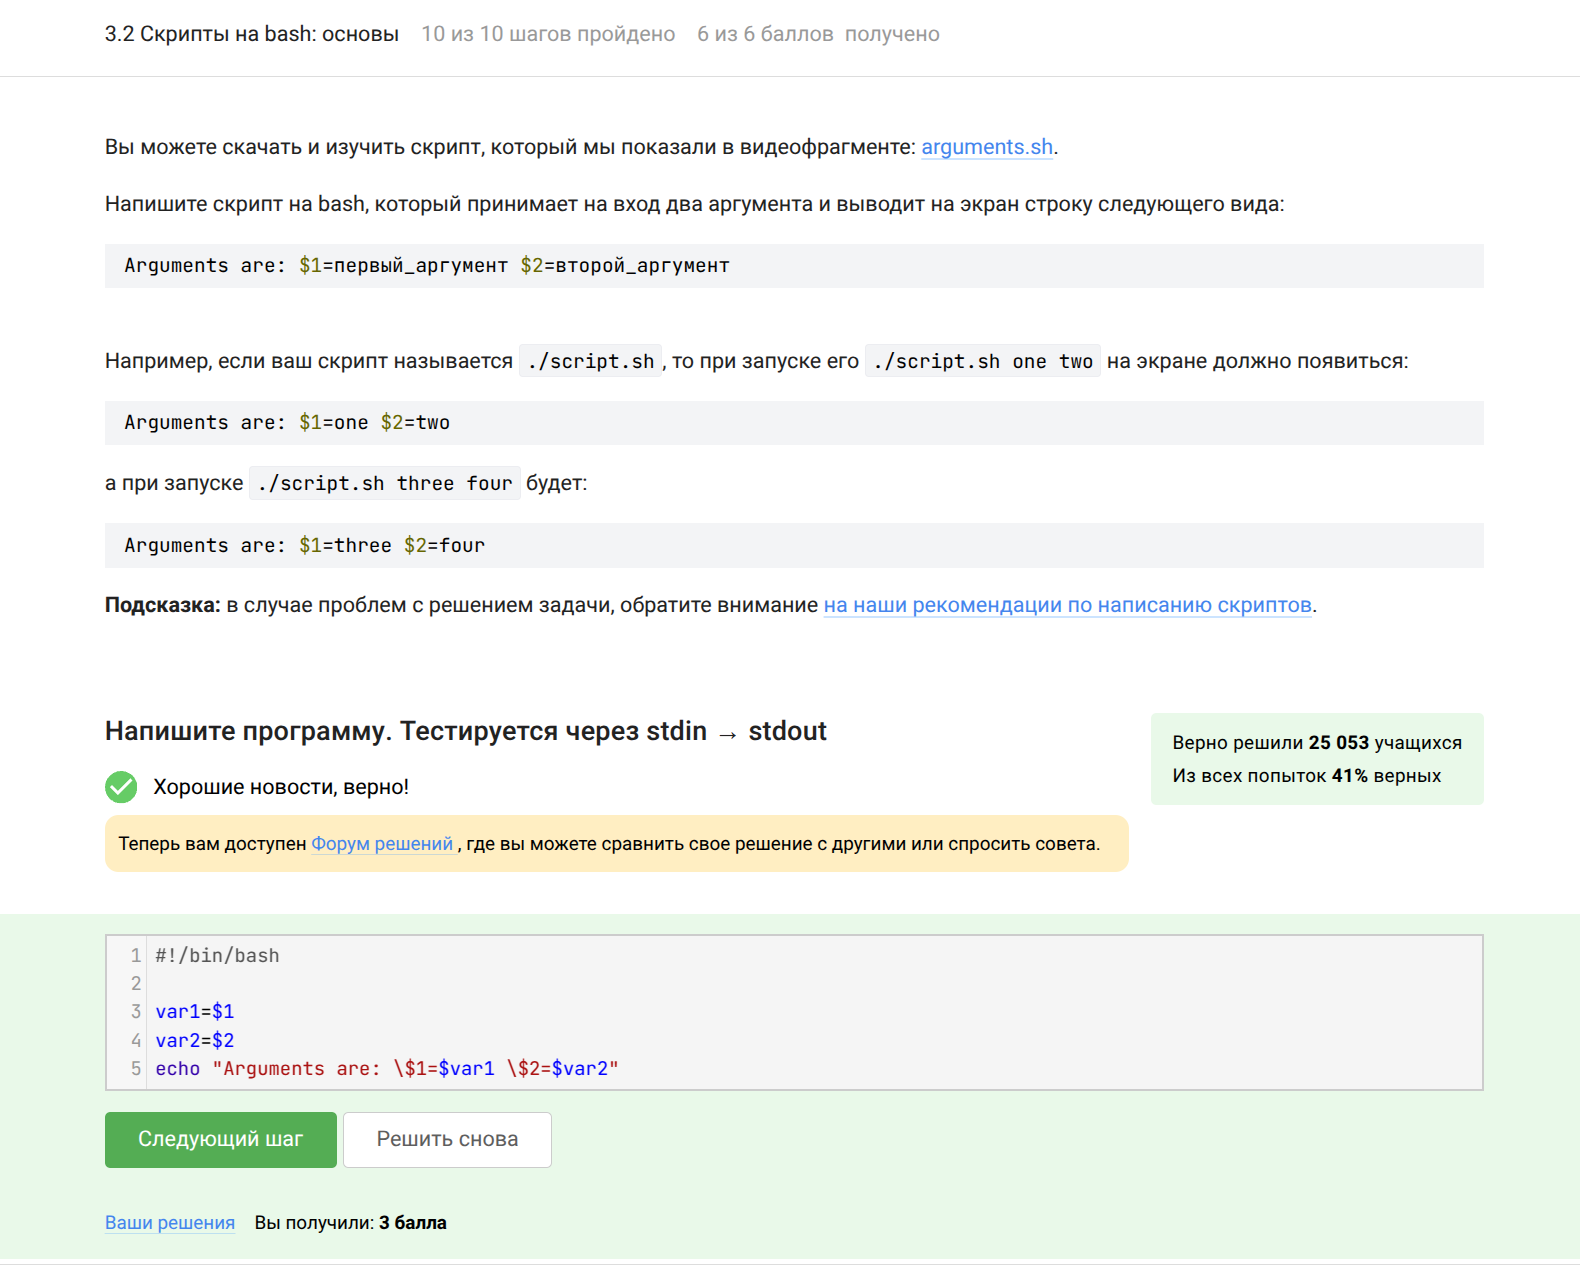 3.2 Скрипты на bash: основы 10 из 10 шагов пройдено 6 из 6 баллов получено
Вы можете скачать и изучить скрипт, который мы показали в видеофрагменте: arguments.sh.
Напишите скрипт на bash, который принимает на вход два аргумента и выводит на экран строку следующего вида:
Arguments are: $1=первый_аргумент $2=второй_аргумент
Например, если ваш скрипт называется ./script.sh, то при запуске его ./script.sh one two на экране должно появиться:
Arguments are: $1=one $2=two
а при запуске ./script.sh three four будет:
Arguments are: $1=three $2=four
Подсказка: в случае проблем с решением задачи, обратите внимание на наши рекомендации по написанию скриптов.
Напишите программу. Тестируется через stdin → stdout
Верно решили 25 053 учащихся
Из всех попыток 41% верных
Хорошие новости, верно!
Теперь вам доступен Форум решений, где вы можете сравнить свое решение с другими или спросить совета.
1 #!/bin/bash
2
3 var1=$1
4 var2=$2
5 echo "Arguments are: \$1=$var1 \$2=$var2"
Следующий шаг Решить снова
Ваши решения Вы получили: 3 балла